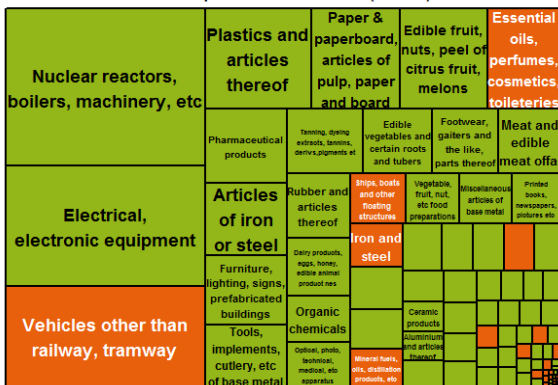 Nuclear reactors,
boilers, machinery, etc
Electrical,
electronic equipment
Vehicles other than
railway, tramway
Plastics and
articles
thereof
Paper &
paperboard,
articles of
pulp, paper
and board
Edible fruit,
nuts, peel of
citrus fruit,
melons
Essential
oils,
perfumes,
cosmetics,
toileteries
Pharmaceutical
products
Tanning, dyeing
extracts, tannins,
derivs,pigments et
Edible
vegetables and
certain roots
and tubers
Footwear,
gaiters and
the like,
parts thereof
Meat and
edible
meat offa
Articles
of iron
or steel
Rubber and
articles
thereof
Ships, boats
and other
floating
structures
Vegetable,
fruit, nut,
etc food
preparations
Miscellaneous
articles of
base metal
Printed
books,
newspapers,
pictures etc
Iron and
steel
Furniture,
lighting, signs,
prefabricated
buildings
Dairy products,
eggs, honey,
edible animal
product nes
Organic
chemicals
Ceramic
products
Aluminium
and articles
thereof
Tools,
implements,
cutlery, etc
of base metal
Optical, photo,
technical,
medical, etc
apparatus
Mineral fuels,
oils, distillation
products, etc